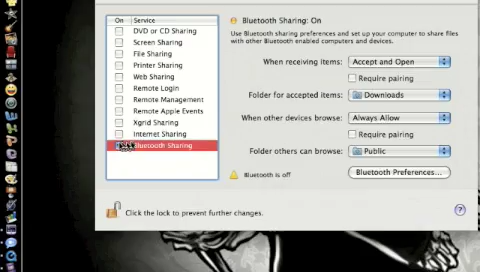 On Service
DVD or CD Sharing
Screen Sharing
File Sharing
Printer Sharing
Web Sharing
Remote Login
Remote Management
Remote Apple Events
Xgrid Sharing
Internet Sharing
Bluetooth Sharing
Bluetooth Sharing: On
Use Bluetooth sharing preferences and set up your computer to share files
with other Bluetooth enabled computers and devices.
When receiving items: Accept and Open
Require pairing
Folder for accepted items: Downloads
When other devices browse: Always Allow
Require pairing
Folder others can browse: Public
Bluetooth is off
Bluetooth Preferences...
Click the lock to prevent further changes.
?